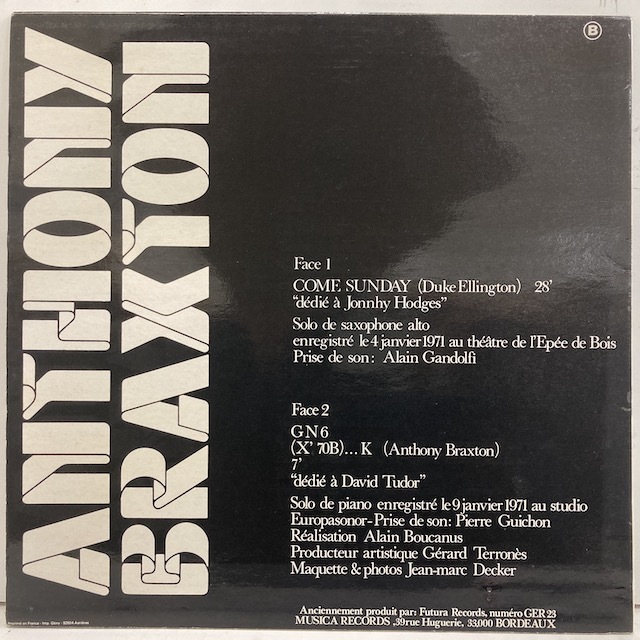 B
ANTHONY
BRAXTON
Face 1
COME SUNDAY (Duke Ellington) 28'
“dédié à Jonnhy Hodges”
Solo de saxophone alto
enregistré le 4 janvier 1971 au théâtre de l'Epée de Bois
Prise de son: Alain Gandolfi
Face 2
GN6
(X' 70B)...K (Anthony Braxton)
7'
“dédié à David Tudor”
Solo de piano enregistré le 9 janvier 1971 au studio
Europasonor-Prise de son: Pierre Guichon
Réalisation Alain Boucanus
Producteur artistique Gérard Terronès
Maquette & photos Jean-marc Decker
Anciennement produit par: Futura Records, numéro GER 23
MUSICA RECORDS ,39 rue Huguerie, 33,000 BORDEAUX